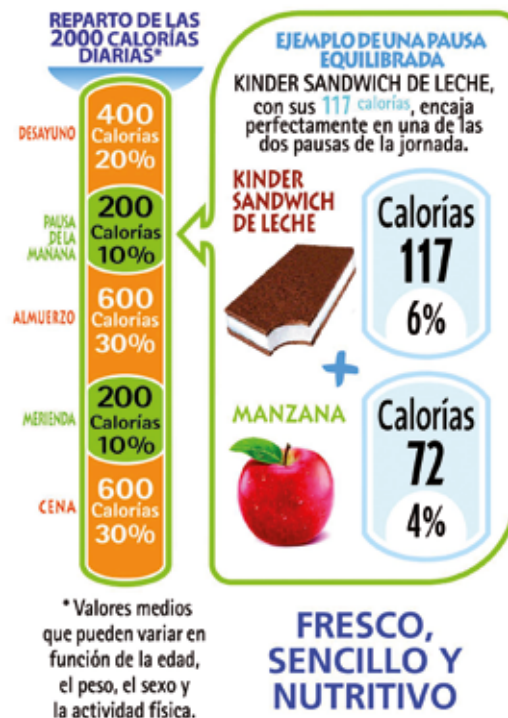 REPARTO DE LAS
2000 CALORÍAS
DIARIAS*
DESAYUNO
400
Calorías
20%
PAUSA
DE LA
MAÑANA
200
Calorías
10%
ALMUERZO
600
Calorías
30%
MERIENDA
200
Calorías
10%
CENA
600
Calorías
30%
* Valores medios
que pueden variar en
función de la edad,
el peso, el sexo y
la actividad física.
EJEMPLO DE UNA PAUSA
EQUILIBRADA
KINDER SANDWICH DE LECHE,
con sus 117 calorías, encaja
perfectamente en una de las
dos pausas de la jornada.
KINDER
SANDWICH
DE LECHE
Calorías
117
6%
+
MANZANA
Calorías
72
4%
FRESCO,
SENCILLO Y
NUTRITIVO